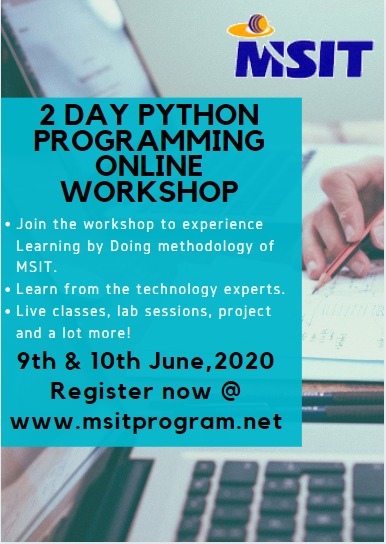 MSIT
2 DAY PYTHON
PROGRAMMING
ONLINE
WORKSHOP
• Join the workshop to experience
Learning by Doing methodology of
MSIT.
• Learn from the technology experts.
• Live classes, lab sessions, project
and a lot more!
9th & 10th June,2020
Register now @
www.msitprogram.net